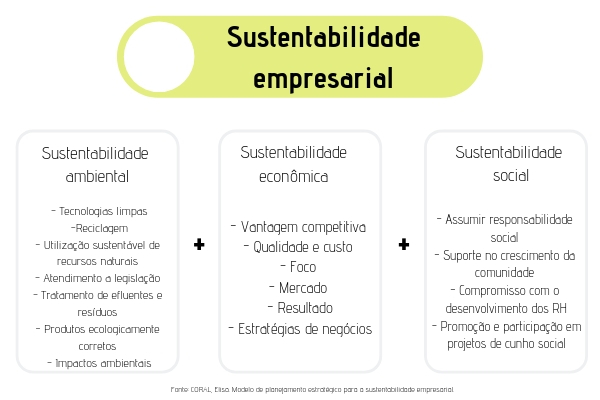 Sustentabilidade
empresarial
Sustentabilidade
ambiental
- Tecnologias limpas
-Reciclagem
- Utilização sustentável de
recursos naturais
- Atendimento a legislação
- Tratamento de efluentes e
resíduos
- Produtos ecologicamente
corretos
- Impactos ambientais
+
Sustentabilidade
econômica
- Vantagem competitiva
- Qualidade e custo
- Foco
- Mercado
- Resultado
- Estratégias de negócios
+
Sustentabilidade
social
- Assumir responsabilidade
social
- Suporte no crescimento da
comunidade
- Compromisso com o
desenvolvimento dos RH
- Promoção e participação em
projetos de cunho social
Fonte: CORAL, Elisa. Modelo de planejamento estratégico para a sustentabilidade empresarial.